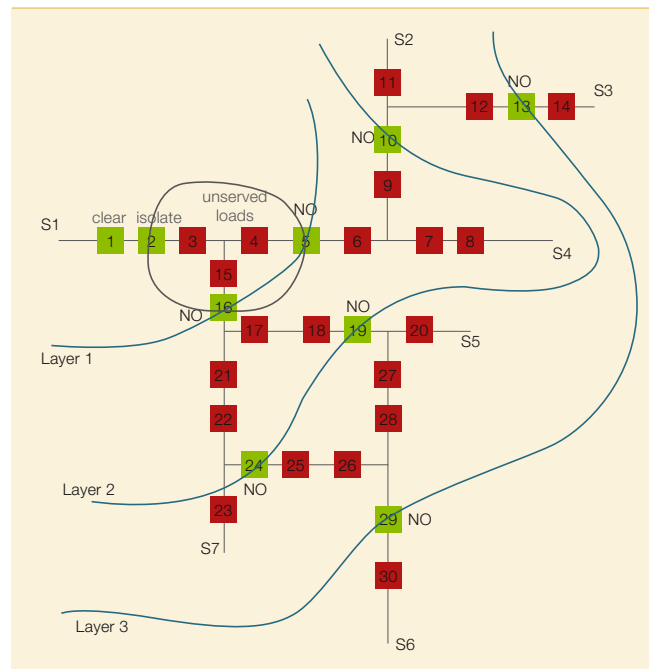 S2
11
NO
12 13 14 S3
NO 10
9
unserved
loads
NO
clear isolate
S1 1 2 3 4 5 6 7 8 S4
15
16
NO
17 18 19 20 S5
NO
Layer 1
21 27
22 28
24 25 26
NO
Layer 2
23
S7
29 NO
30
Layer 3
S6